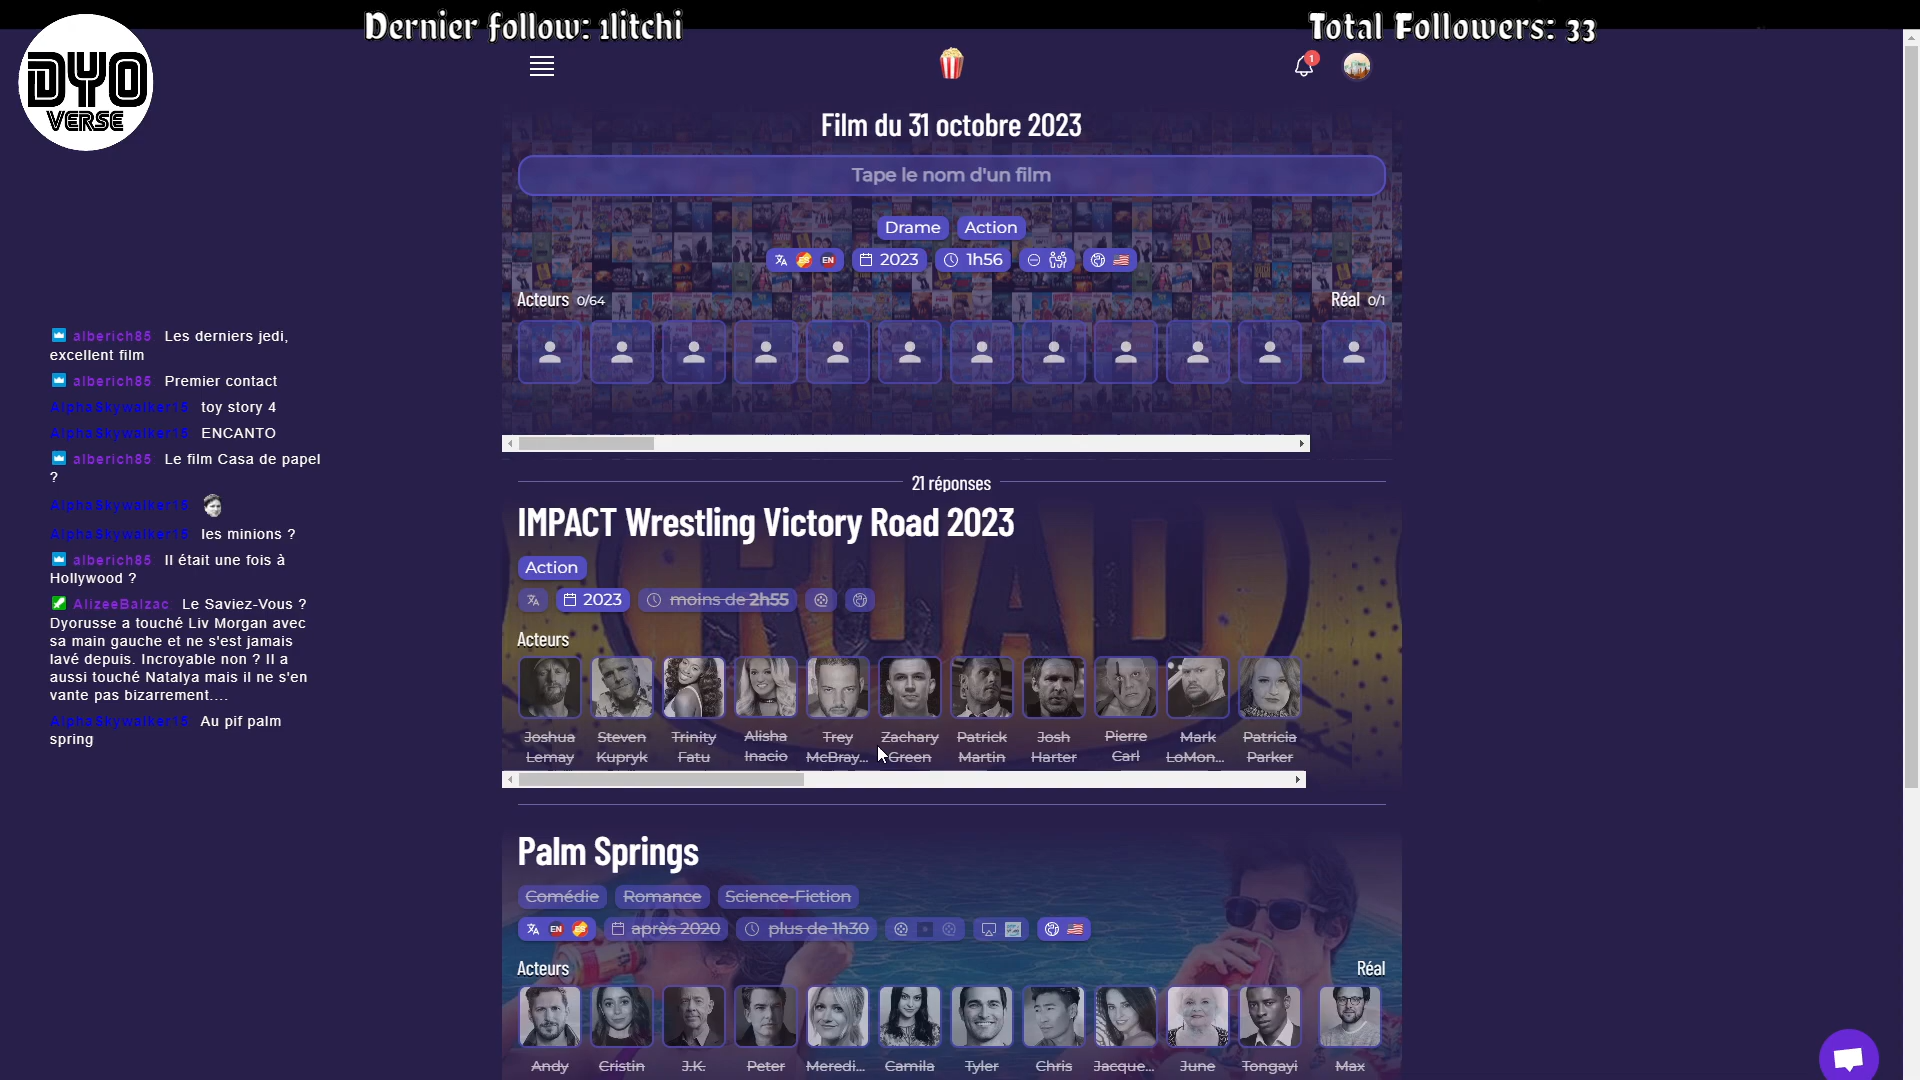 Dernier follow: 1litchi
Total Followers: 33
DYO
VERSE
1
Film du 31 octobre 2023
Tape le nom d'un film
Drame
Action
ES
EN
2023
1h56
Acteurs 0/64
Réal 0/1
21 réponses
IMPACT Wrestling Victory Road 2023
Action
2023
moins de 2h55
Acteurs
Joshua Lemay
Steven Kupryk
Trinity Fatu
Alisha Inacio
Trey McBray...
Zachary Green
Patrick Martin
Josh Harter
Pierre Carl
Mark LoMon...
Patricia Parker
Palm Springs
Comédie
Romance
Science-Fiction
EN
ES
après 2020
plus de 1h30
Acteurs
Réal
Andy
Cristin
J.K.
Peter
Meredi...
Camila
Tyler
Chris
Jacque...
June
Tongayi
Max
alberich85 Les derniers jedi,
excellent film
alberich85 Premier contact
AlphaSkywalker15 toy story 4
AlphaSkywalker15 ENCANTO
alberich85 Le film Casa de papel
?
AlphaSkywalker15
AlphaSkywalker15 les minions ?
alberich85 Il était une fois à
Hollywood ?
AlizeeBalzac Le Saviez-Vous ?
Dyorusse a touché Liv Morgan avec
sa main gauche et ne s'est jamais
lavé depuis. Incroyable non ? Il a
aussi touché Natalya mais il ne s'en
vante pas bizarrement....
AlphaSkywalker15 Au pif palm
spring